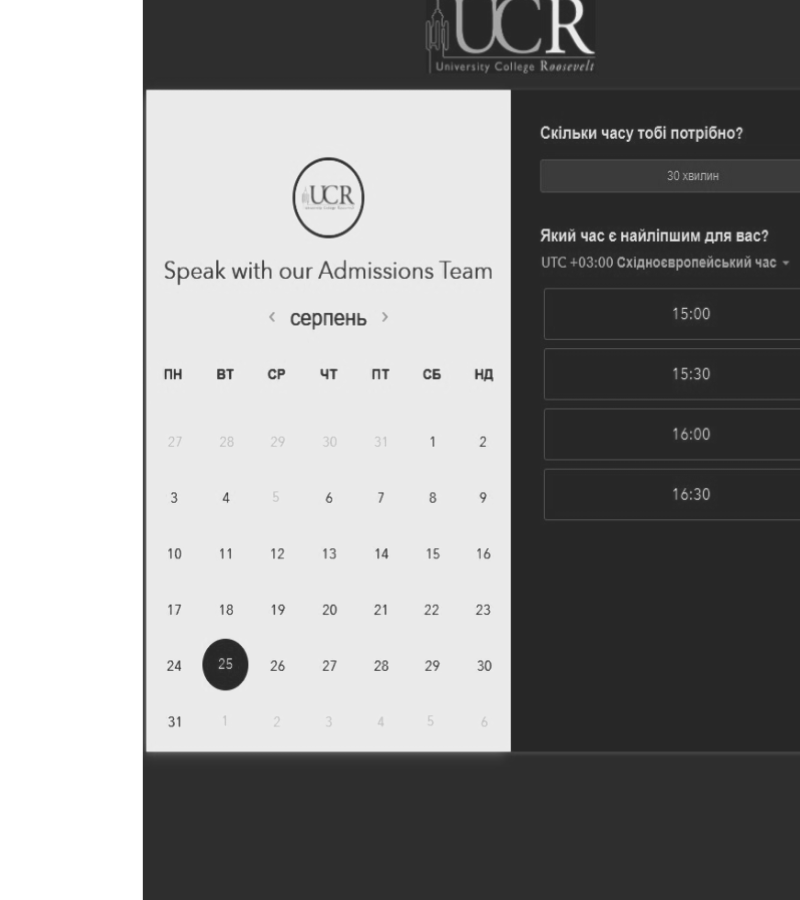 UCR
University College Roosevelt
UCR
Speak with our Admissions Team
< серпень >
ПН ВТ СР ЧТ ПТ СБ НД
27 28 29 30 31 1 2
3 4 5 6 7 8 9
10 11 12 13 14 15 16
17 18 19 20 21 22 23
24 25 26 27 28 29 30
31 1 2 3 4 5 6
Скільки часу тобі потрібно?
30 хвилин
Який час є найліпшим для вас?
UTC +03:00 Східноєвропейський час
15:00
15:30
16:00
16:30